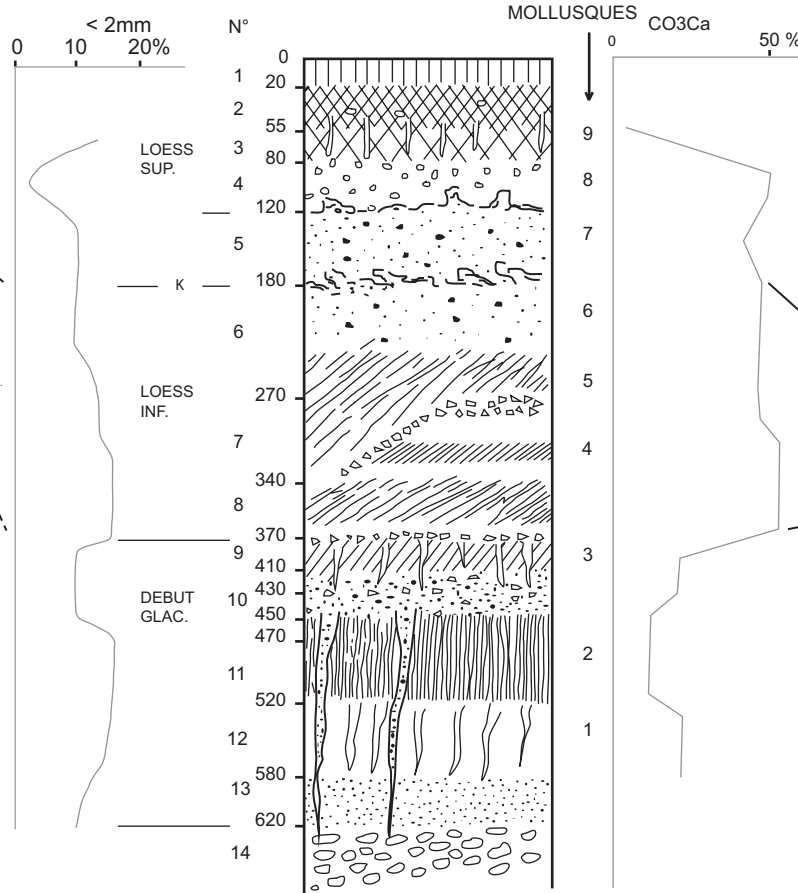 MOLLUSQUES
< 2mm N° CO3Ca
0 10 20% 0 50 %
0
1
20
2
55 9
LOESS 3
SUP. 80
4 8
120
5 7
K 180
6 6
LOESS 270 5
INF.
7 4
340
8
370
9 3
410
DEBUT 10 430
GLAC. 450
470
11 2
520
12 1
580
13
620
14